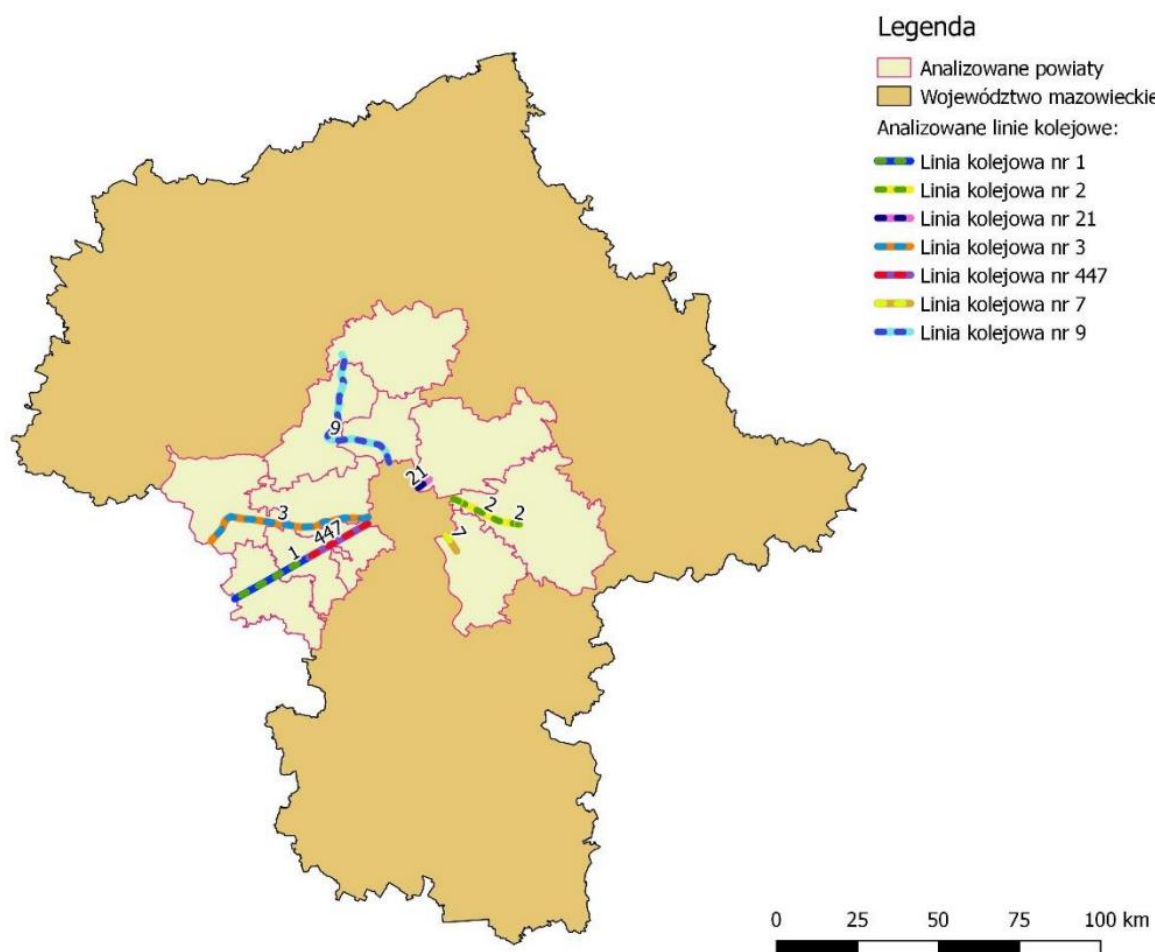 Legenda
Analizowane powiaty
Województwo mazowieckie
Analizowane linie kolejowe:
Linia kolejowa nr 1
Linia kolejowa nr 2
Linia kolejowa nr 21
Linia kolejowa nr 3
Linia kolejowa nr 447
Linia kolejowa nr 7
Linia kolejowa nr 9
9
21
2
2
3
447
7
1
0 25 50 75 100 km